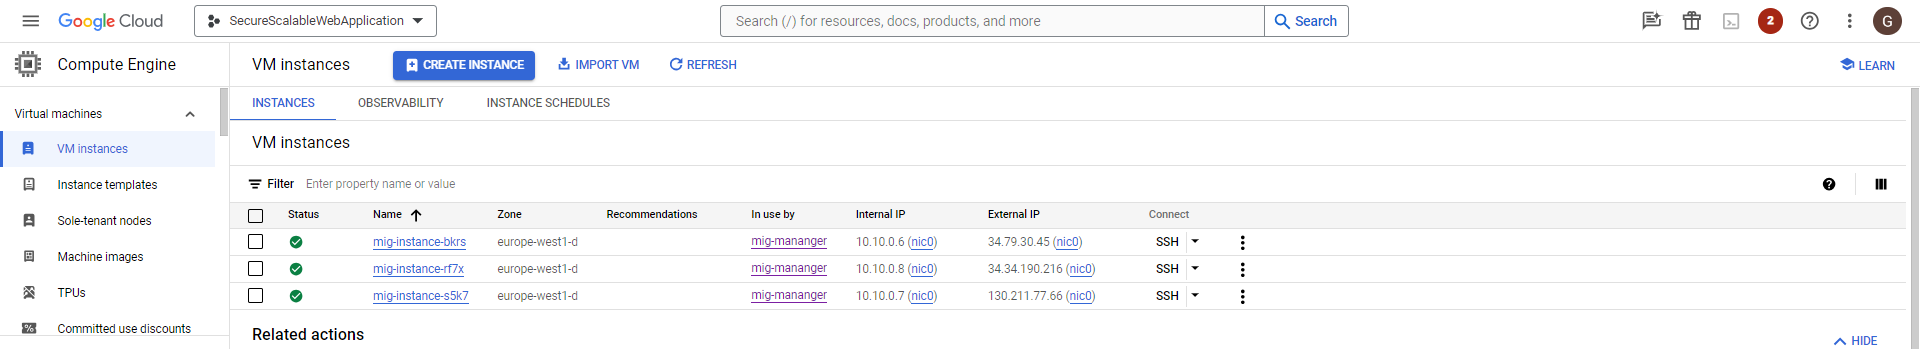 Google Cloud SecureScalableWebApplication Search (/) for resources, docs, products, and more Search 2 G
Compute Engine VM instances CREATE INSTANCE IMPORT VM REFRESH LEARN
Virtual machines
VM instances
Instance templates
Sole-tenant nodes
Machine images
TPUs
Committed use discounts
INSTANCES OBSERVABILITY INSTANCE SCHEDULES
VM instances
Filter Enter property name or value
Status Name Zone Recommendations In use by Internal IP External IP Connect
mig-instance-bkrs europe-west1-d mig-mananger 10.10.0.6 (nic0) 34.79.30.45 (nic0) SSH
mig-instance-rf7x europe-west1-d mig-mananger 10.10.0.8 (nic0) 34.34.190.216 (nic0) SSH
mig-instance-s5k7 europe-west1-d mig-mananger 10.10.0.7 (nic0) 130.211.77.66 (nic0) SSH
Related actions HIDE